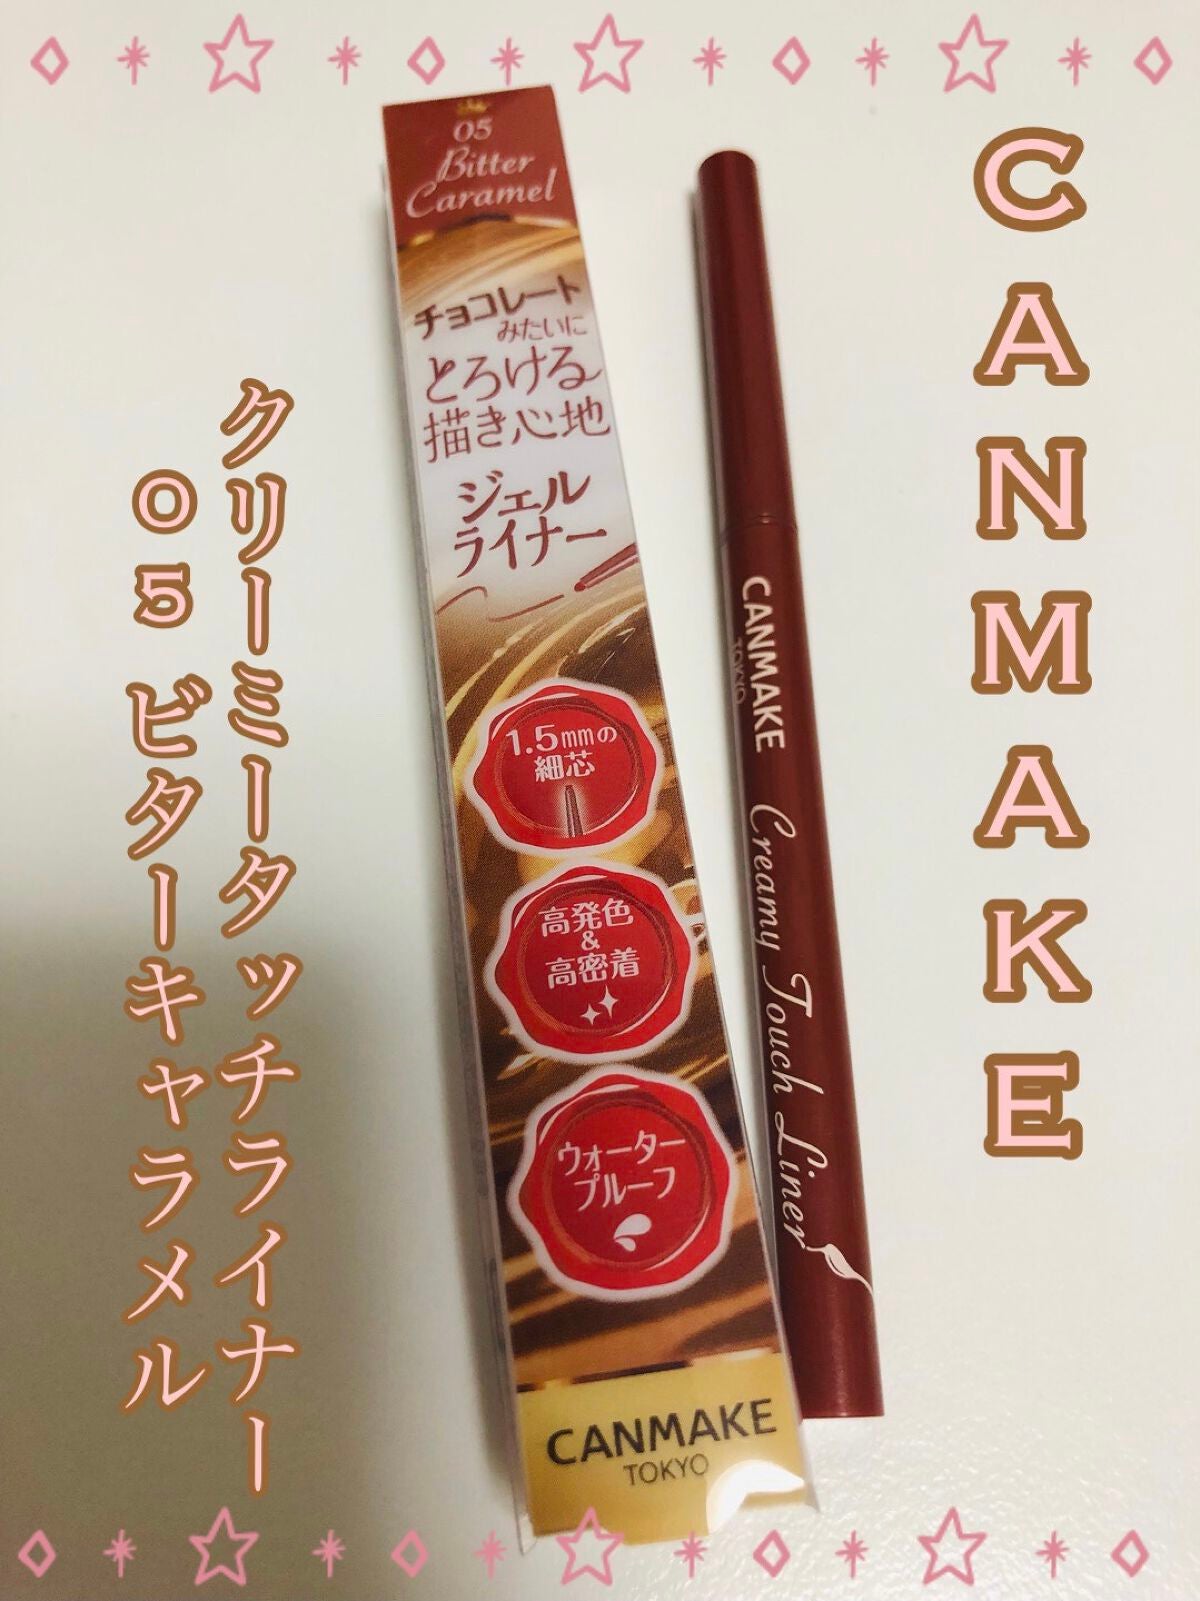 CANMAKE
クリーミータッチライナー
05 ビターキャラメル
05
Bitter
Caramel
チョコレート
みたいに
とろける
描き心地
ジェル
ライナー
1.5mmの
細芯
高発色
&
高密着
ウォーター
プルーフ
CANMAKE
TOKYO
CANMAKE
TOKYO
Creamy Touch Liner